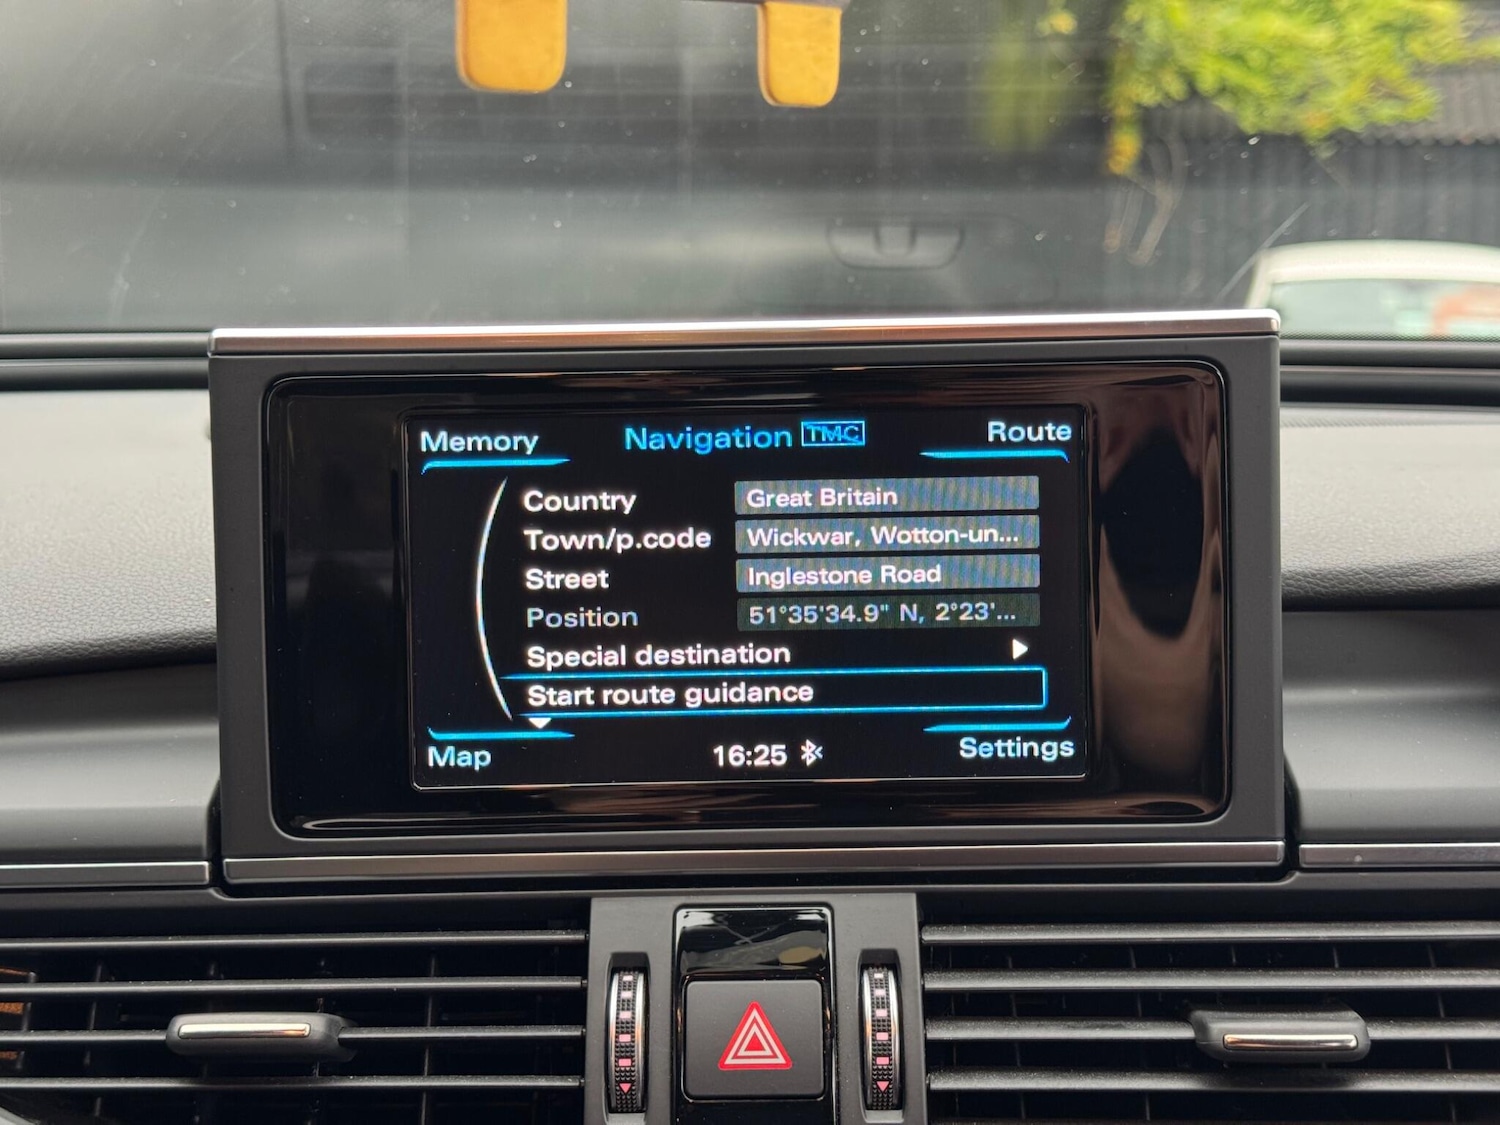 Memory Navigation TMC Route
Country Great Britain
Town/p.code Wickwar, Wotton-un...
Street Inglestone Road
Position 51°35'34.9" N, 2°23'...
Special destination
Start route guidance
Map 16:25 Settings